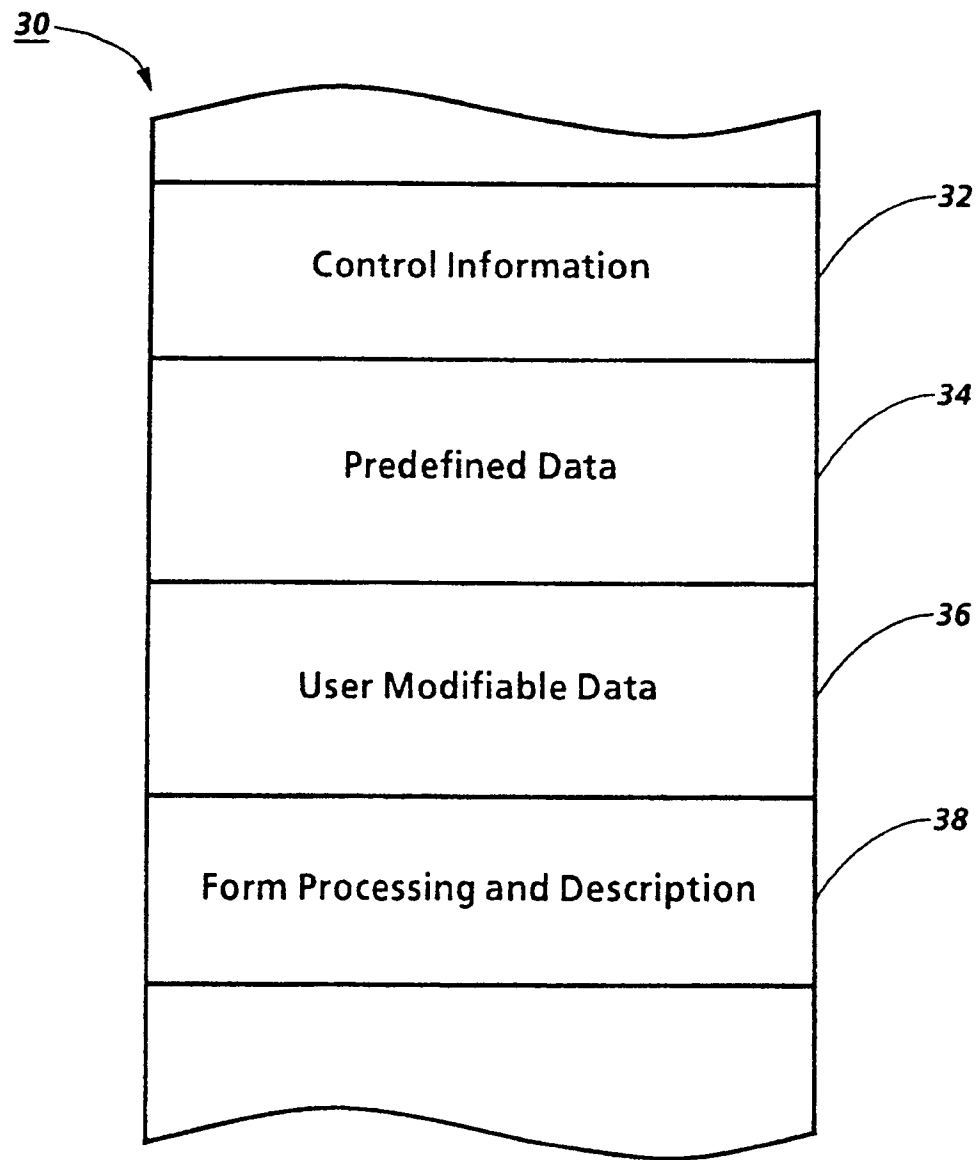 30
32
Control Information
34
Predefined Data
36
User Modifiable Data
38
Form Processing and Description